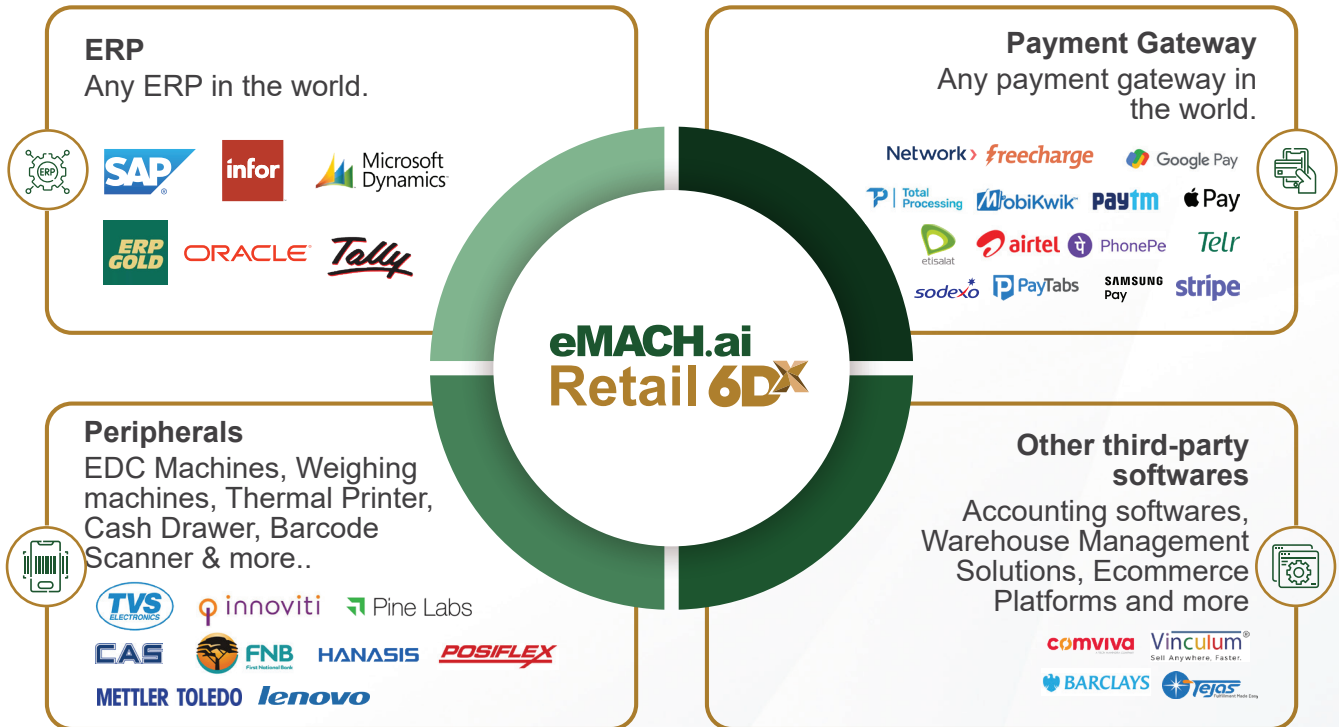 ERP
Any ERP in the world.
ERP
SAP
®
infor
Microsoft
Dynamics
ERP
GOLD
ORACLE
Tally
Payment Gateway
Any payment gateway in
the world.
Network> freecharge Google Pay
Total
Processing
MobiKwik Paytm Pay
etisalat
airtel पे PhonePe Telr
sodexo PayTabs SAMSUNG
Pay
stripe
eMACH.ai
Retail 6DX
Peripherals
EDC Machines, Weighing
machines, Thermal Printer,
Cash Drawer, Barcode
Scanner & more..
TVS
ELECTRONICS
innoviti Pine Labs
CAS FNB
First National Bank
HANASIS POSIFLEX
METTLER TOLEDO lenovo
Other third-party
softwares
Accounting softwares,
Warehouse Management
Solutions, Ecommerce
Platforms and more
comviva Vinculum®
Sell Anywhere, Faster.
BARCLAYS Tejas
Fulfillment Made Easy